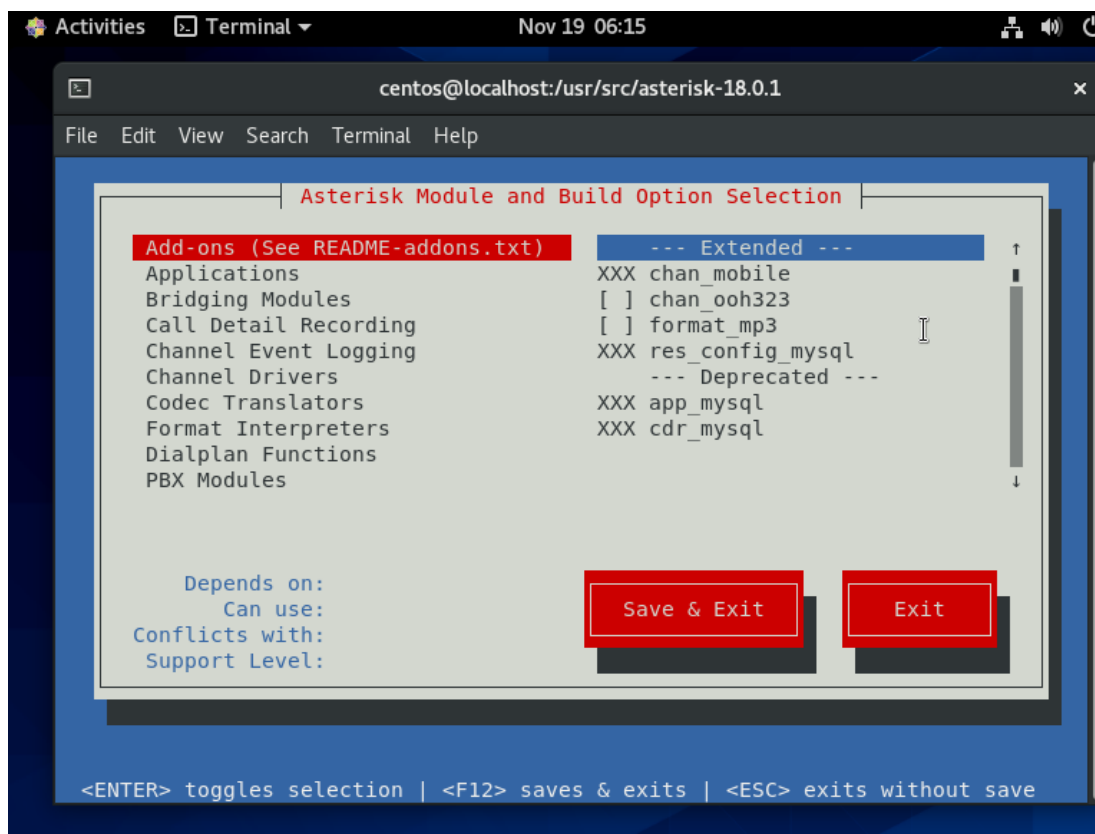 Activities Terminal Nov 19 06:15
centos@localhost:/usr/src/asterisk-18.0.1 ×
File Edit View Search Terminal Help
Asterisk Module and Build Option Selection
Add-ons (See README-addons.txt) --- Extended ---
Applications XXX chan_mobile
Bridging Modules [ ] chan_ooh323
Call Detail Recording [ ] format_mp3
Channel Event Logging XXX res_config_mysql
Channel Drivers --- Deprecated ---
Codec Translators XXX app_mysql
Format Interpreters XXX cdr_mysql
Dialplan Functions
PBX Modules
Depends on:
Can use: Save & Exit Exit
Conflicts with:
Support Level:
<ENTER> toggles selection | <F12> saves & exits | <ESC> exits without save